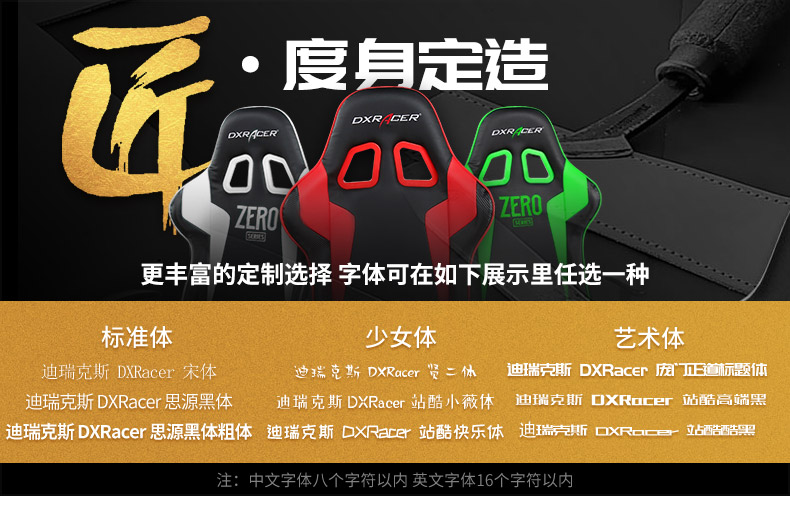 匠·度身定造
DXRACER
DXRACER®
DXRACER
ZERO
SERIES
ZERO
SERIES
更丰富的定制选择 字体可在如下展示里任选一种
标准体
少女体
艺术体
迪瑞克斯 DXRacer 宋体
迪瑞克斯 DXRacer 贤二体
迪瑞克斯 DXRacer 庞门正道标题体
迪瑞克斯 DXRacer 思源黑体
迪瑞克斯 DXRacer 站酷小薇体
迪瑞克斯 DXRacer 站酷高端黑
迪瑞克斯 DXRacer 思源黑体粗体
迪瑞克斯 DXRacer 站酷快乐体
迪瑞克斯 DXRacer 站酷酷黑
注：中文字体八个字符以内 英文字体16个字符以内